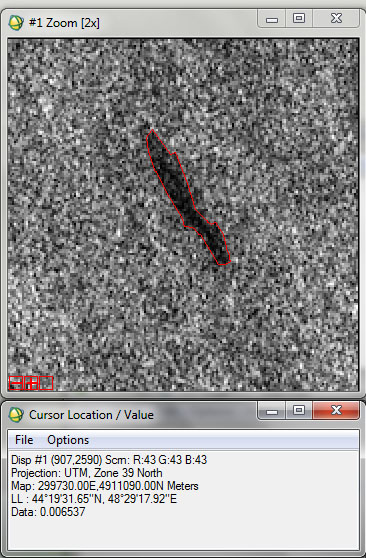 #1 Zoom [2x]
Cursor Location / Value
File Options
Disp #1 (907,2590) Scrn: R:43 G:43 B:43
Projection: UTM, Zone 39 North
Map: 299730.00E,4911090.00N Meters
LL : 44°19'31.65"N, 48°29'17.92"E
Data: 0.006537